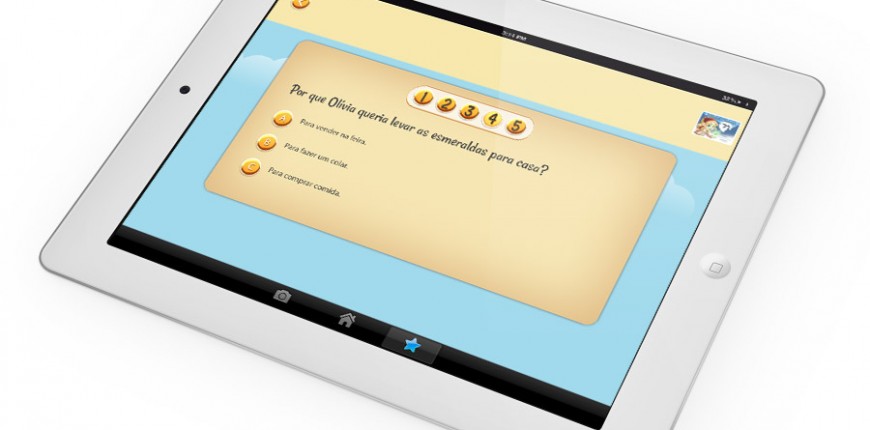 1 2 3 4 5
Por que Olivia queria levar as esmeraldas para casa?
A Para vender na feira.
B Para fazer um colar.
C Para comprar comida.